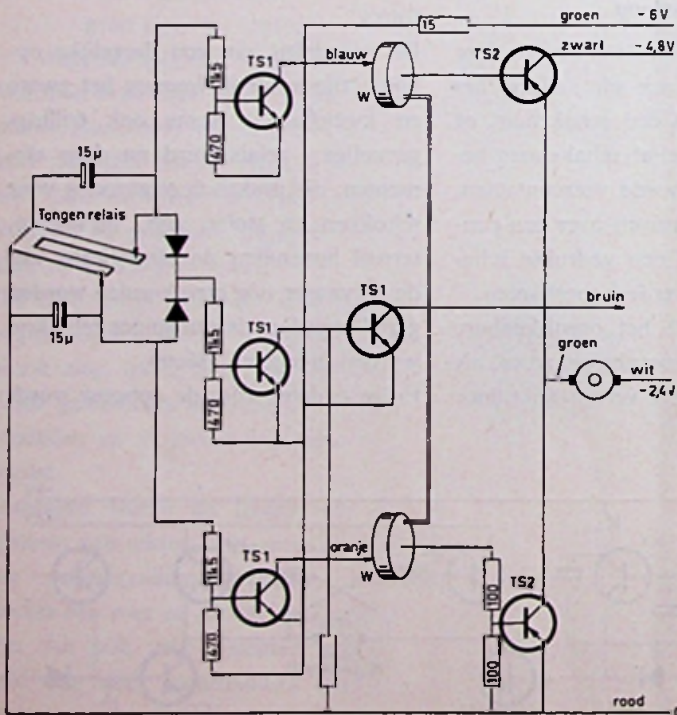 groen - 6V
15
zwart - 4,8V
TS1
blauw
TS2
1k5
W
470
15µ
Tongen relais
TS1
bruin
TS1
1k5
groen
wit
15µ
-2,4V
470
oranje
TS1
1k5
W
TS2
100
470
100
rood